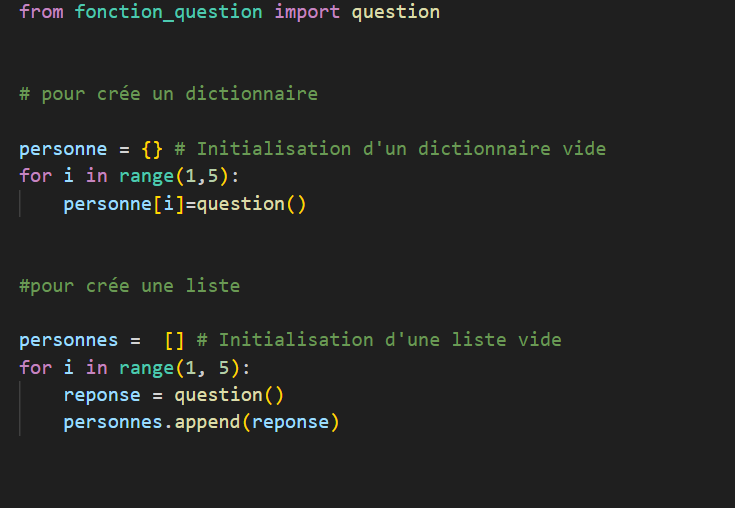 from fonction_question import question
# pour crée un dictionnaire
personne = {} # Initialisation d'un dictionnaire vide
for i in range(1,5):
    personne[i]=question()
#pour crée une liste
personnes =  [] # Initialisation d'une liste vide
for i in range(1, 5):
    reponse = question()
    personnes.append(reponse)